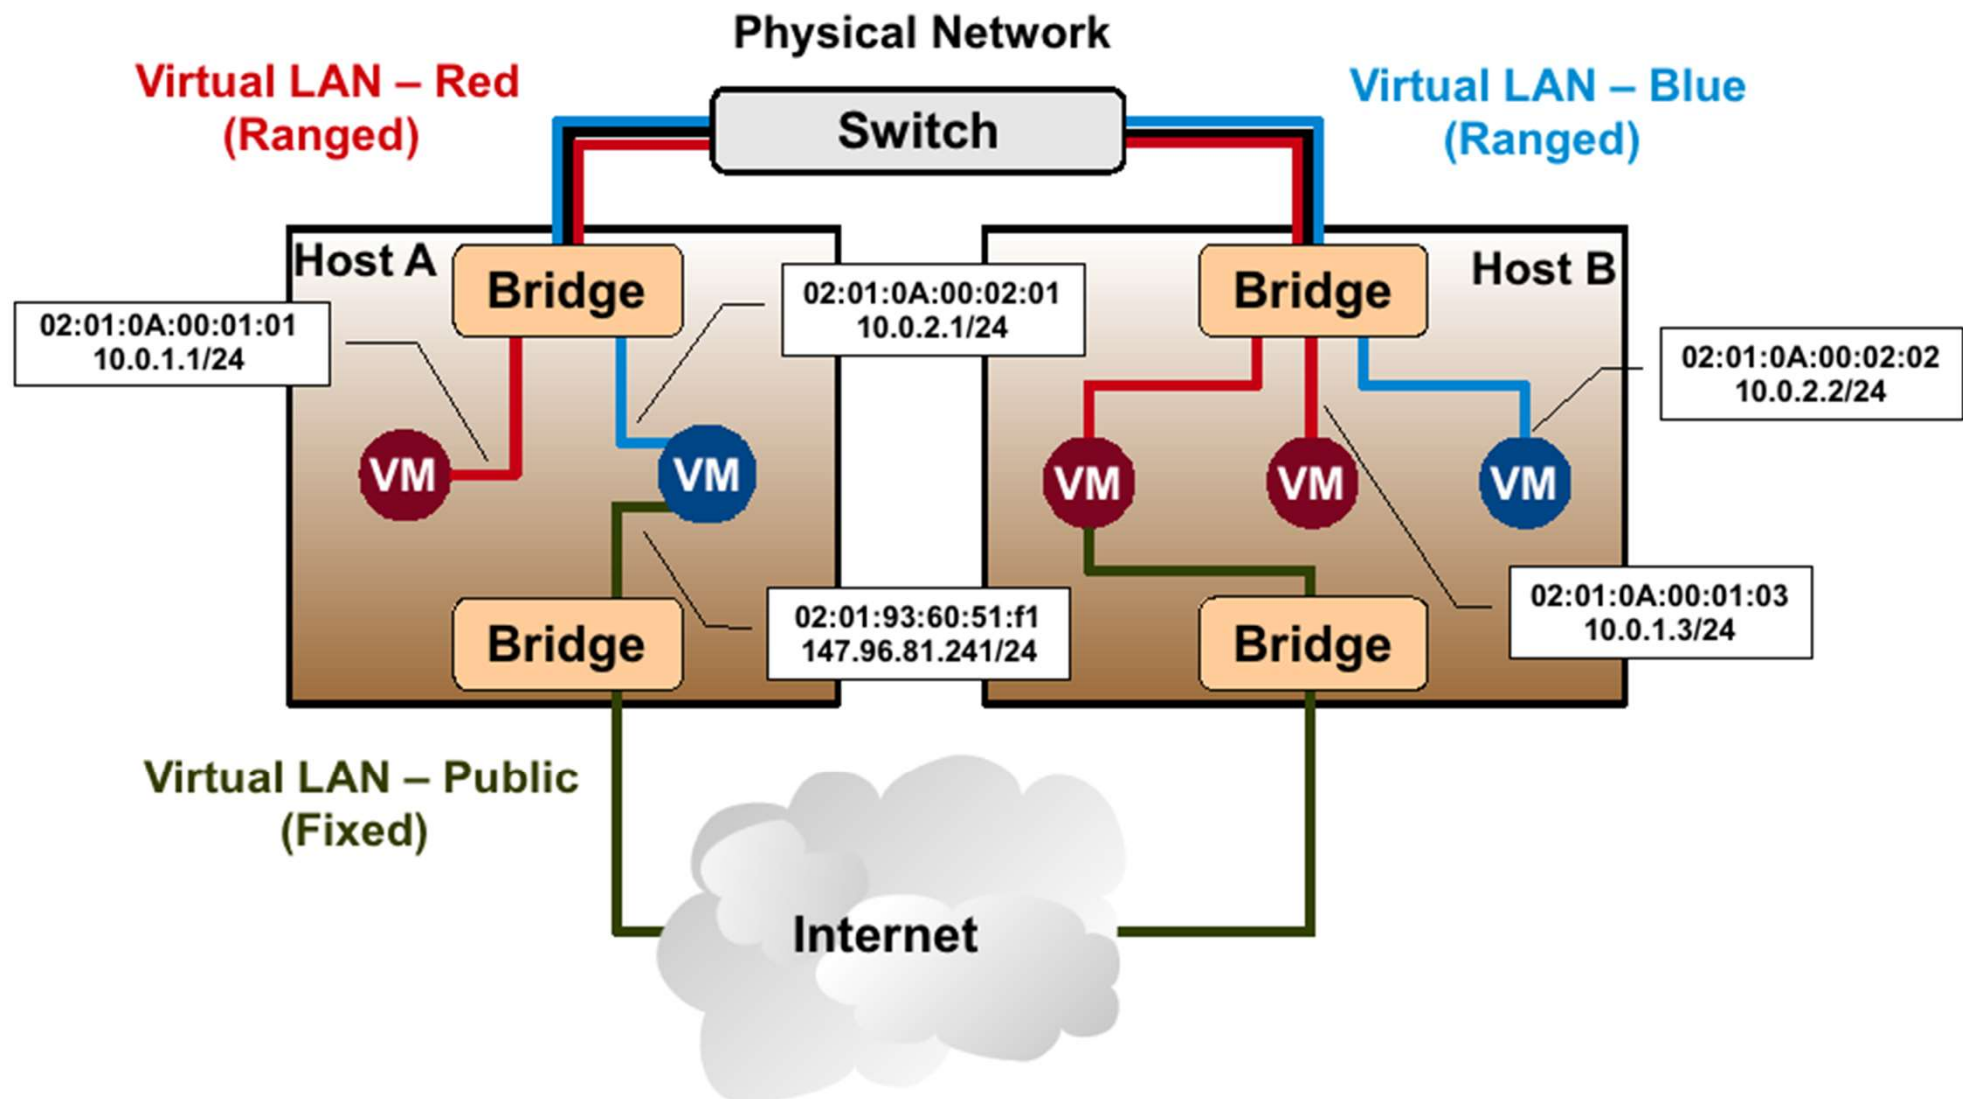 Physical Network
Virtual LAN – Red
(Ranged)
Switch
Virtual LAN – Blue
(Ranged)
Host A
Bridge
02:01:0A:00:02:01
10.0.2.1/24
Bridge
Host B
02:01:0A:00:01:01
10.0.1.1/24
02:01:0A:00:02:02
10.0.2.2/24
VM
VM
VM
VM
VM
Bridge
02:01:93:60:51:f1
147.96.81.241/24
Bridge
02:01:0A:00:01:03
10.0.1.3/24
Virtual LAN – Public
(Fixed)
Internet